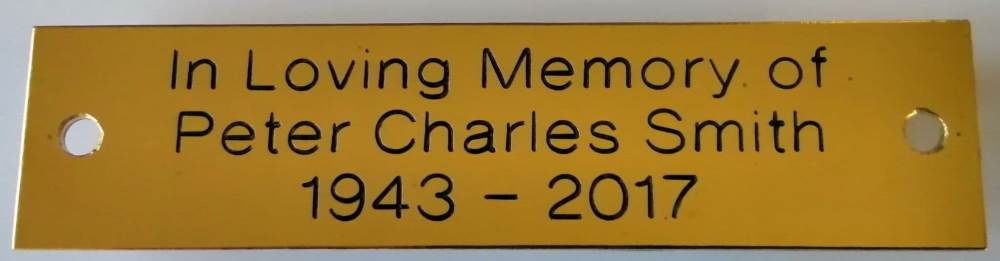 In Loving Memory of
Peter Charles Smith
1943 - 2017